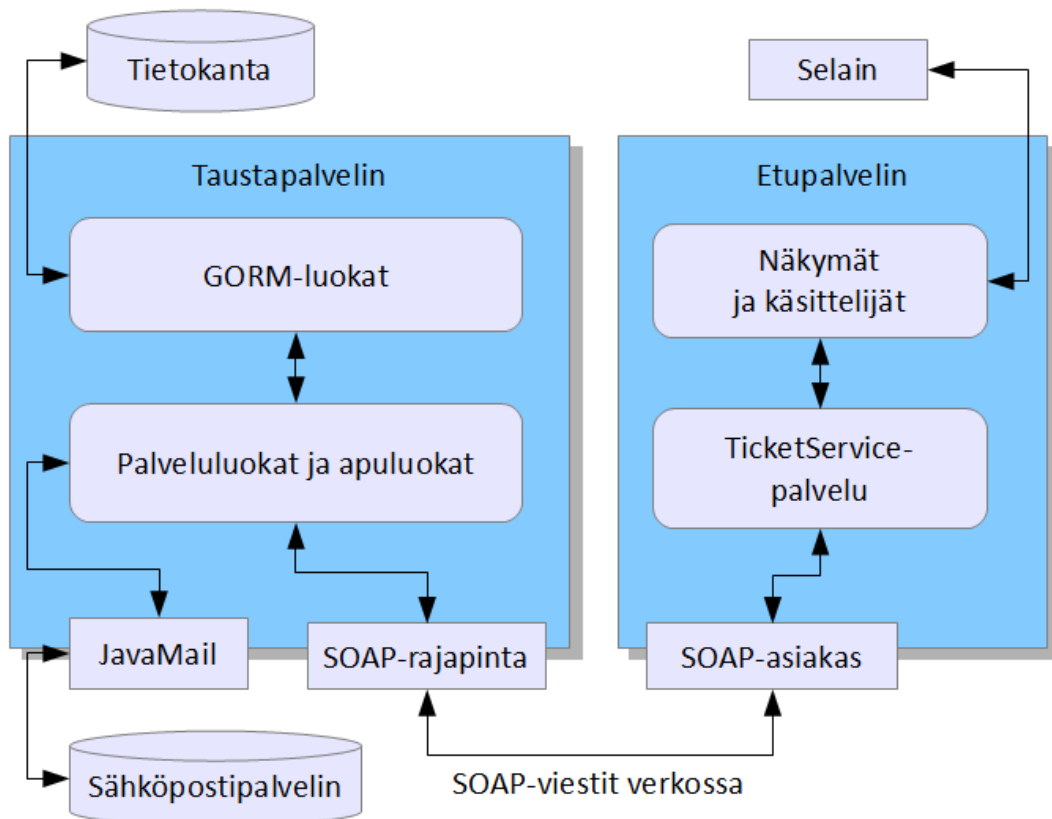 Tietokanta
Selain
Taustapalvelin
Etupalvelin
GORM-luokat
Näkymät
ja käsittelijät
Palveluluokat ja apuluokat
TicketService-
palvelu
JavaMail
SOAP-rajapinta
SOAP-asiakas
Sähköpostipalvelin
SOAP-viestit verkossa